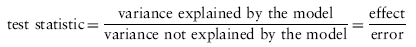 test statistic = variance explained by the model / variance not explained by the model = effect / error